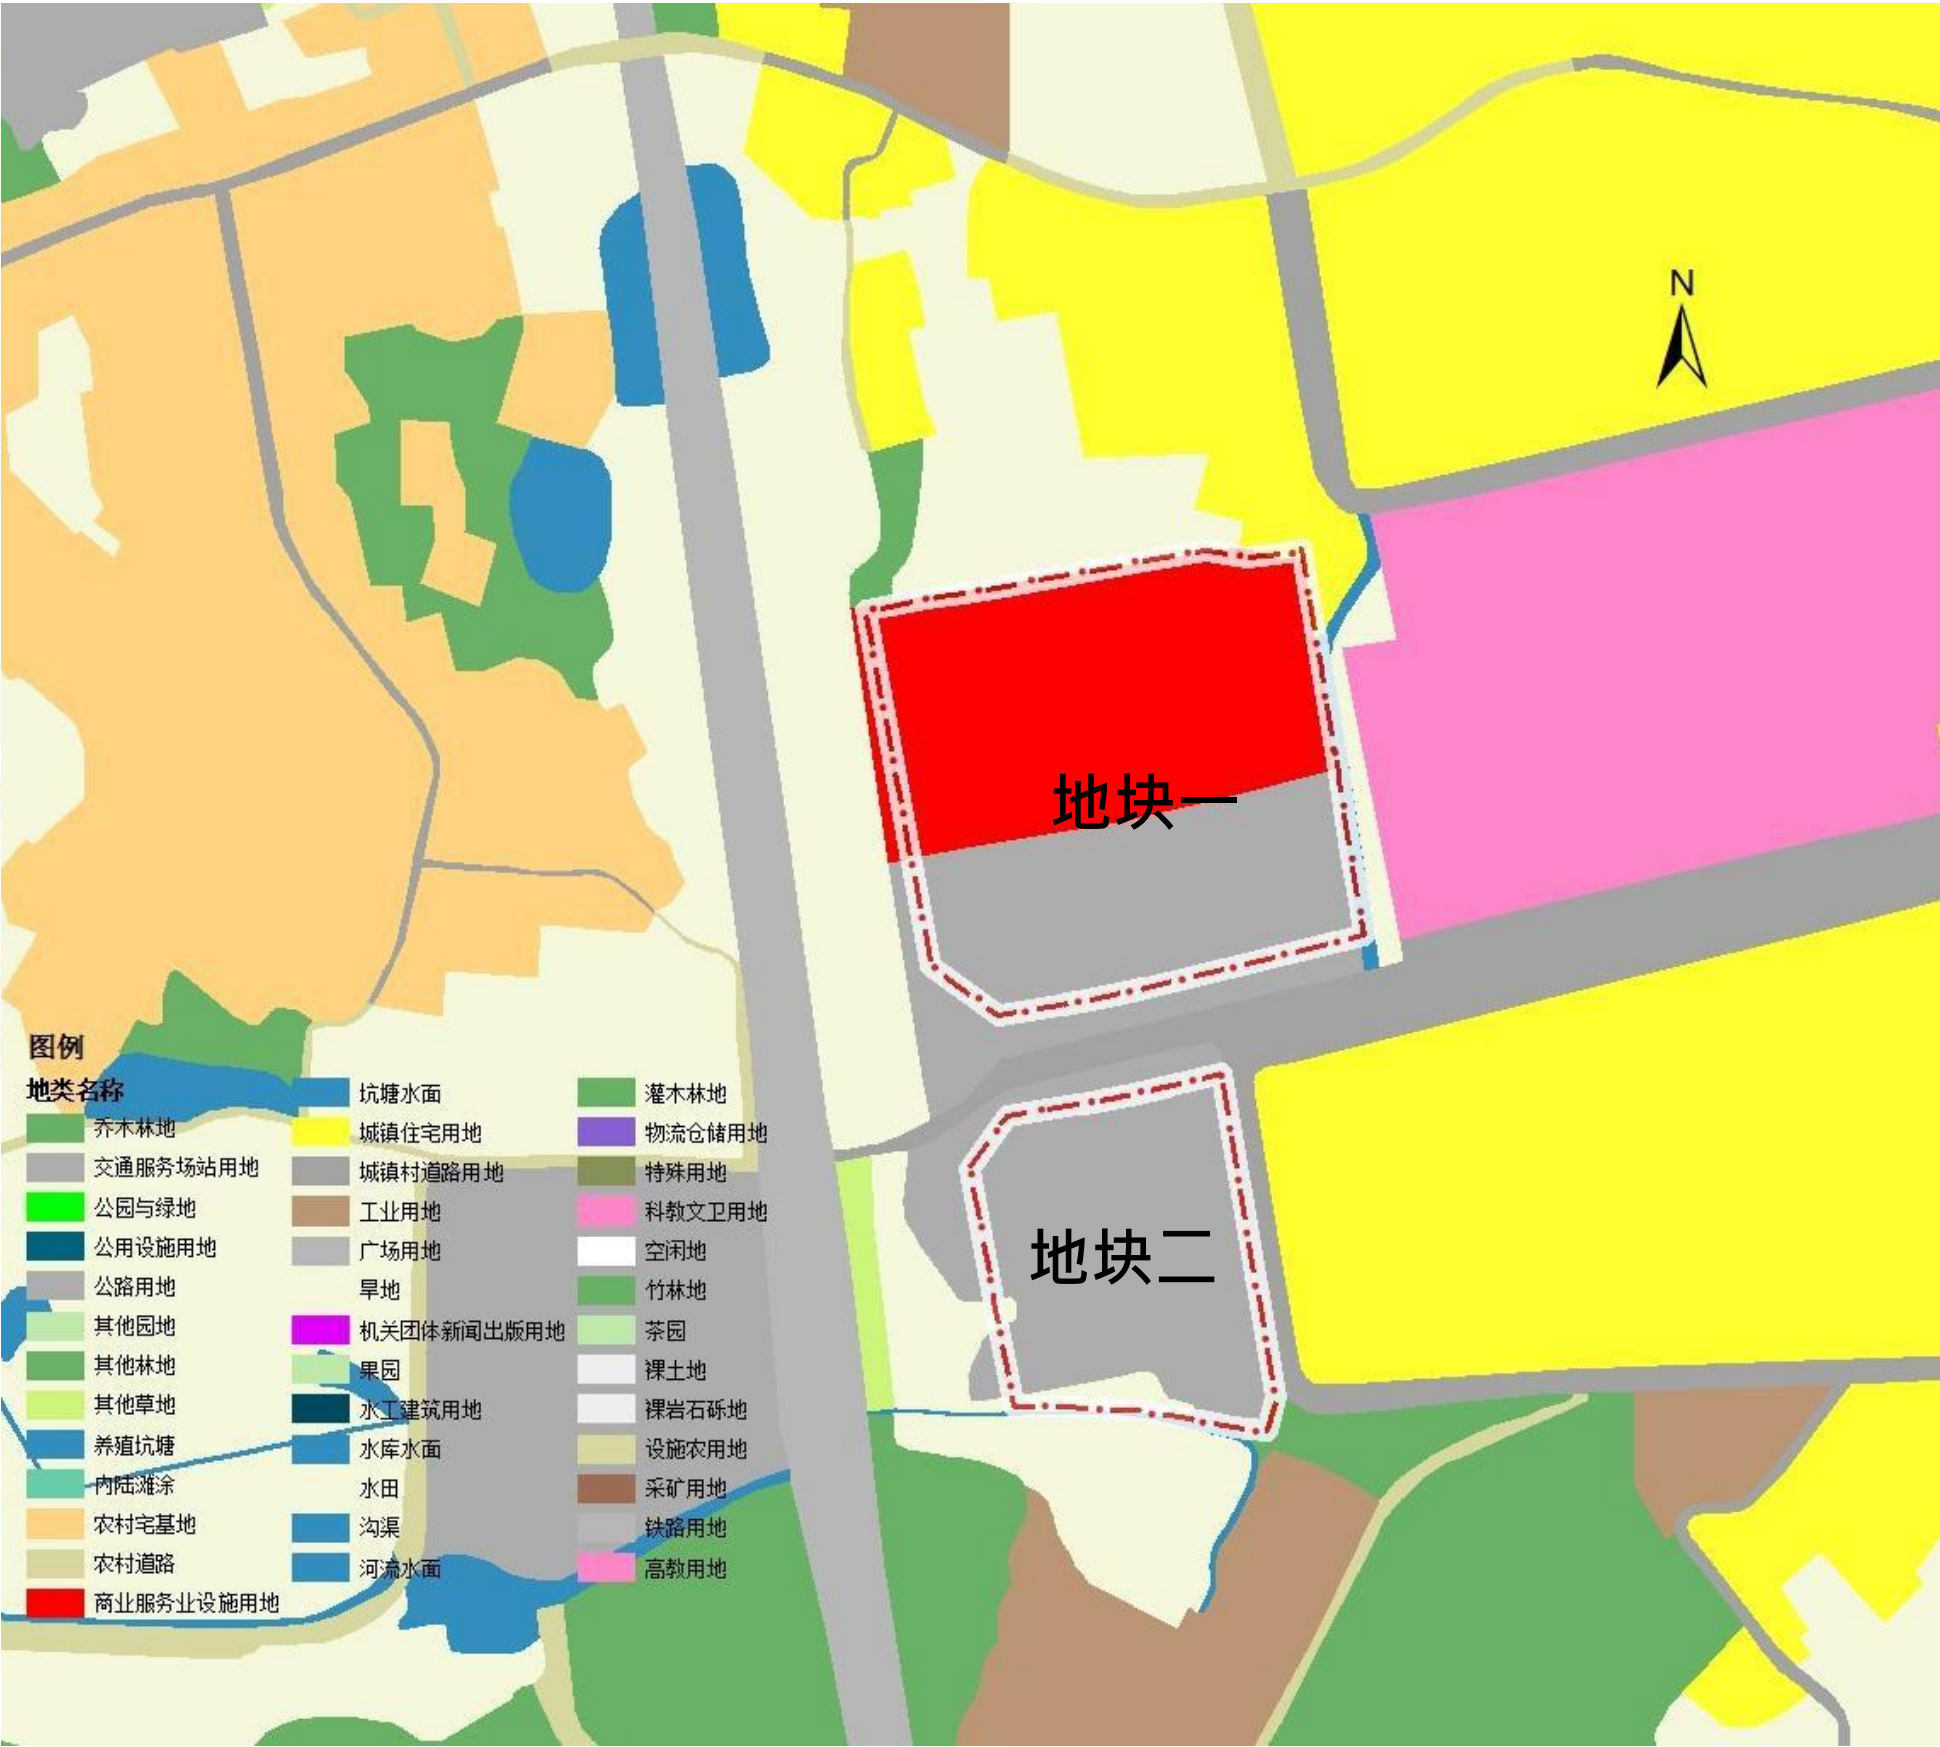 N
地块一
地块二
图例
地类名称
乔木林地
交通服务场站用地
公园与绿地
公用设施用地
公路用地
其他园地
其他林地
其他草地
养殖坑塘
内陆滩涂
农村宅基地
农村道路
商业服务业设施用地
坑塘水面
城镇住宅用地
城镇村道路用地
工业用地
广场用地
旱地
机关团体新闻出版用地
果园
水工建筑用地
水库水面
水田
沟渠
河流水面
灌木林地
物流仓储用地
特殊用地
科教文卫用地
空闲地
竹林地
茶园
裸土地
裸岩石砾地
设施农用地
采矿用地
铁路用地
高教用地